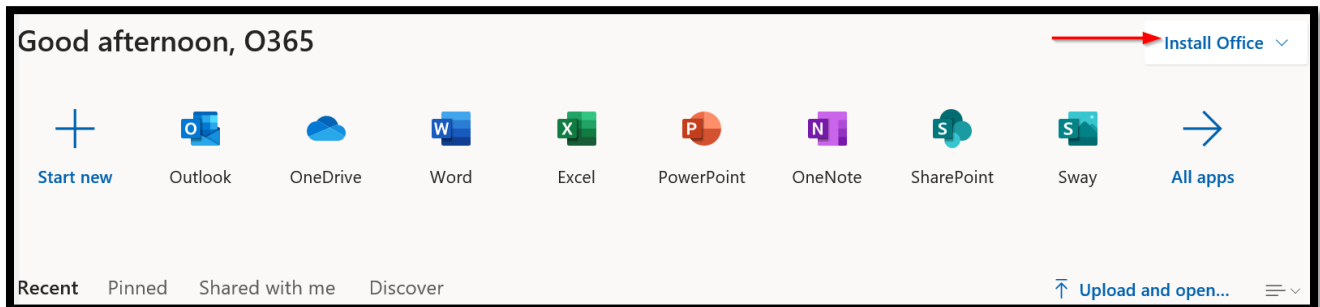 Good afternoon, O365
Install Office
Start new
Outlook
OneDrive
Word
Excel
PowerPoint
OneNote
SharePoint
Sway
All apps
Recent Pinned Shared with me Discover
Upload and open...